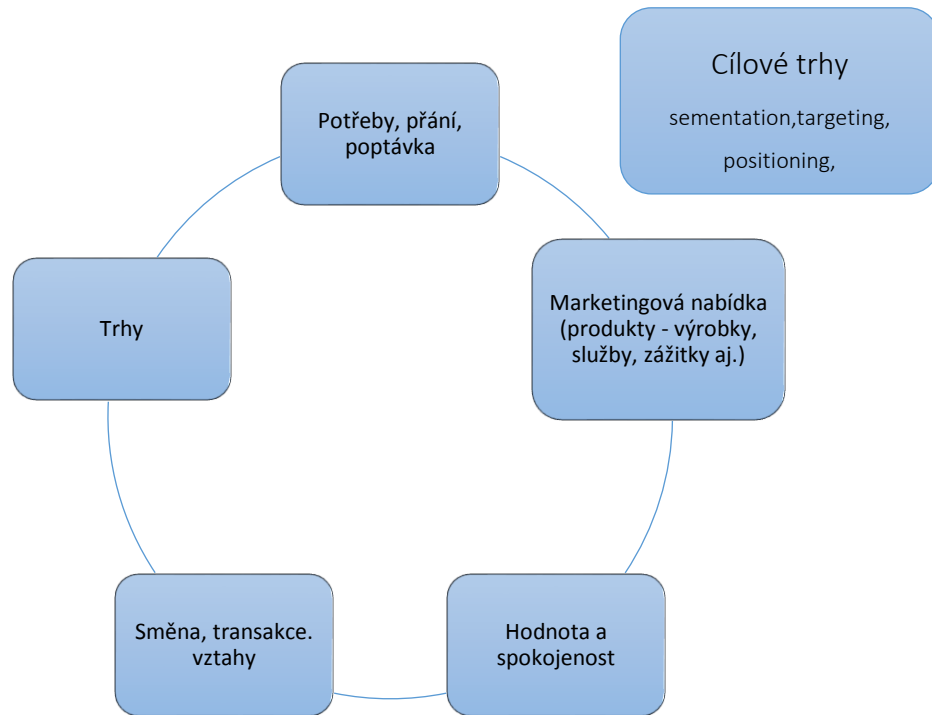 Cílové trhy
sementation,targeting,
positioning,
Potřeby, přání,
poptávka
Marketingová nabídka
(produkty - výrobky,
služby, zážitky aj.)
Hodnota a
spokojenost
Směna, transakce.
vztahy
Trhy